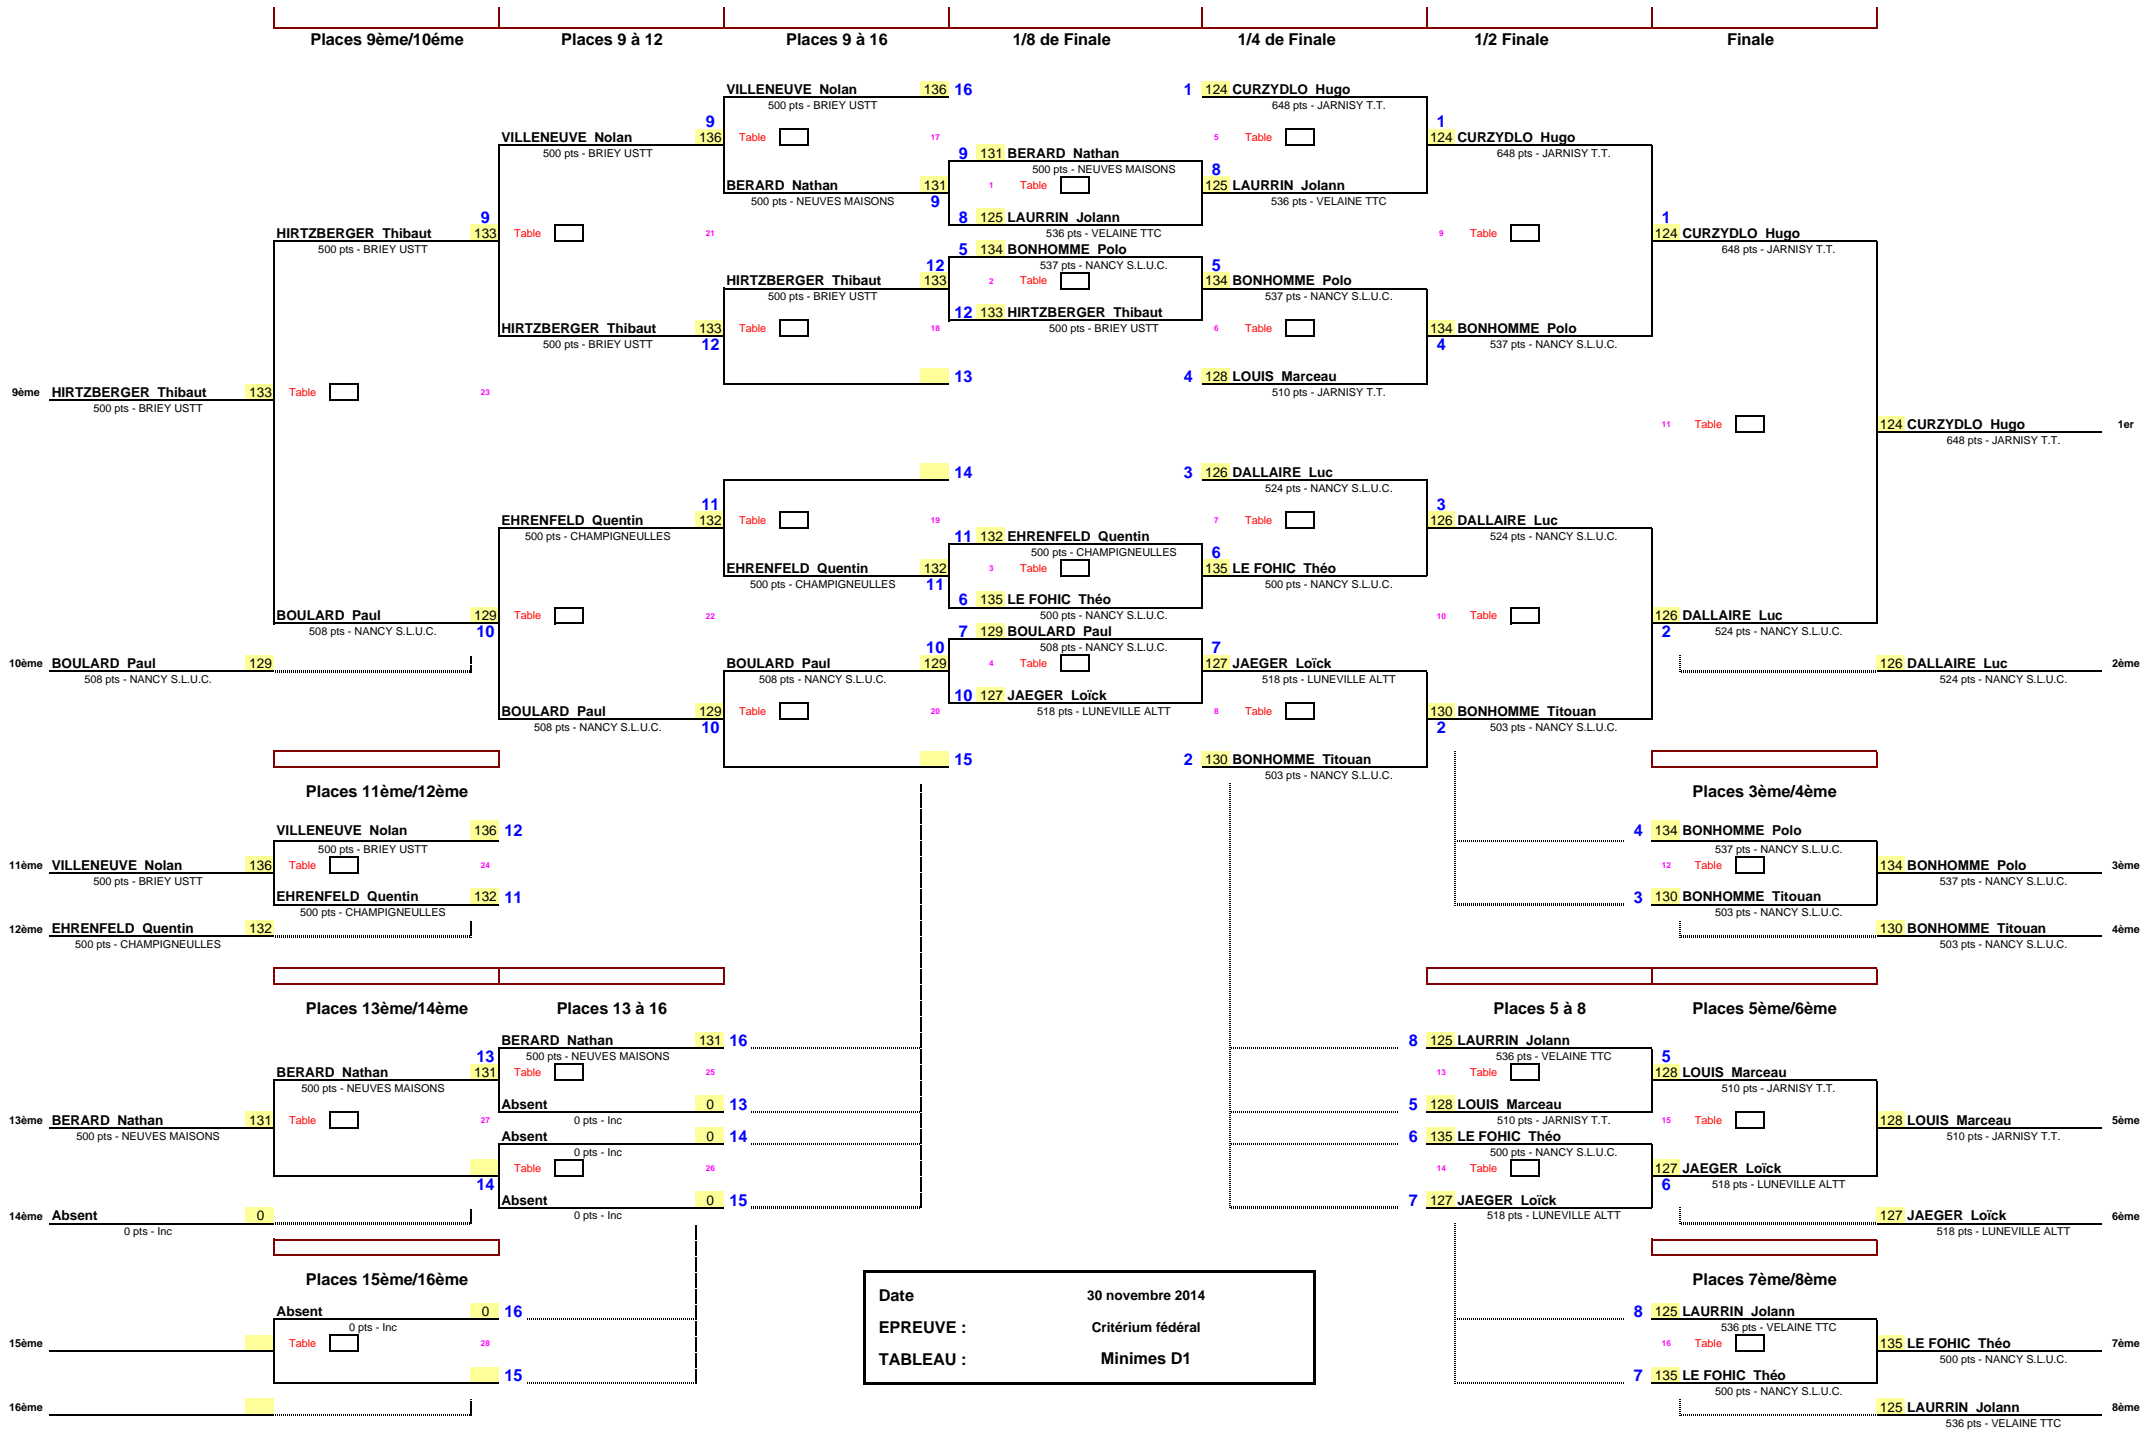 Places 9ème/10éme Places 9 à 12 Places 9 à 16 1/8 de Finale 1/4 de Finale 1/2 Finale Finale
VILLENEUVE Nolan 136 16 1 124 CURZYDLO Hugo
500 pts - BRIEY USTT 648 pts - JARNISY T.T.
9 1
VILLENEUVE Nolan 136 Table 17 5 Table 124 CURZYDLO Hugo
500 pts - BRIEY USTT 9 131 BERARD Nathan 648 pts - JARNISY T.T.
500 pts - NEUVES MAISONS 8
BERARD Nathan 131 1 Table 125 LAURRIN Jolann
500 pts - NEUVES MAISONS 9 536 pts - VELAINE TTC
9 8 125 LAURRIN Jolann 1
HIRTZBERGER Thibaut 133 Table 21 536 pts - VELAINE TTC 9 Table 124 CURZYDLO Hugo
500 pts - BRIEY USTT 5 134 BONHOMME Polo 648 pts - JARNISY T.T.
12 537 pts - NANCY S.L.U.C. 5
HIRTZBERGER Thibaut 133 2 Table 134 BONHOMME Polo
500 pts - BRIEY USTT 537 pts - NANCY S.L.U.C.
12 133 HIRTZBERGER Thibaut
HIRTZBERGER Thibaut 133 Table 18 500 pts - BRIEY USTT 6 Table 134 BONHOMME Polo
500 pts - BRIEY USTT 12 4 537 pts - NANCY S.L.U.C.
13 4 128 LOUIS Marceau
9ème HIRTZBERGER Thibaut 133 Table 23 510 pts - JARNISY T.T.
500 pts - BRIEY USTT
11 Table 124 CURZYDLO Hugo 1er
648 pts - JARNISY T.T.
14 3 126 DALLAIRE Luc
524 pts - NANCY S.L.U.C.
11 3
EHRENFELD Quentin 132 Table 19 7 Table 126 DALLAIRE Luc
500 pts - CHAMPIGNEULLES 11 132 EHRENFELD Quentin 524 pts - NANCY S.L.U.C.
500 pts - CHAMPIGNEULLES 6
EHRENFELD Quentin 132 3 Table 135 LE FOHIC Théo
500 pts - CHAMPIGNEULLES 11 500 pts - NANCY S.L.U.C.
6 135 LE FOHIC Théo
BOULARD Paul 129 Table 22 500 pts - NANCY S.L.U.C. 10 Table 126 DALLAIRE Luc
508 pts - NANCY S.L.U.C. 10 7 129 BOULARD Paul 2 524 pts - NANCY S.L.U.C.
10 508 pts - NANCY S.L.U.C. 7
10ème BOULARD Paul 129 BOULARD Paul 129 4 Table 127 JAEGER Loïck 126 DALLAIRE Luc 2ème
508 pts - NANCY S.L.U.C. 508 pts - NANCY S.L.U.C. 518 pts - LUNEVILLE ALTT 524 pts - NANCY S.L.U.C.
10 127 JAEGER Loïck
BOULARD Paul 129 Table 20 518 pts - LUNEVILLE ALTT 8 Table 130 BONHOMME Titouan
508 pts - NANCY S.L.U.C. 10 2 503 pts - NANCY S.L.U.C.
15 2 130 BONHOMME Titouan
503 pts - NANCY S.L.U.C.
Places 11ème/12ème Places 3ème/4ème
VILLENEUVE Nolan 136 12 4 134 BONHOMME Polo
500 pts - BRIEY USTT 537 pts - NANCY S.L.U.C.
11ème VILLENEUVE Nolan 136 Table 24 12 Table 134 BONHOMME Polo 3ème
500 pts - BRIEY USTT 537 pts - NANCY S.L.U.C.
EHRENFELD Quentin 132 11 3 130 BONHOMME Titouan
500 pts - CHAMPIGNEULLES 503 pts - NANCY S.L.U.C.
12ème EHRENFELD Quentin 132 130 BONHOMME Titouan 4ème
500 pts - CHAMPIGNEULLES 503 pts - NANCY S.L.U.C.
Places 13ème/14ème Places 13 à 16 Places 5 à 8 Places 5ème/6ème
BERARD Nathan 131 16 8 125 LAURRIN Jolann
13 500 pts - NEUVES MAISONS 536 pts - VELAINE TTC 5
BERARD Nathan 131 Table 25 13 Table 128 LOUIS Marceau
500 pts - NEUVES MAISONS 510 pts - JARNISY T.T.
Absent 0 13 5 128 LOUIS Marceau
13ème BERARD Nathan 131 Table 27 0 pts - Inc 510 pts - JARNISY T.T. 15 Table 128 LOUIS Marceau 5ème
500 pts - NEUVES MAISONS Absent 0 14 6 135 LE FOHIC Théo 510 pts - JARNISY T.T.
0 pts - Inc 500 pts - NANCY S.L.U.C.
Table 26 14 Table 127 JAEGER Loïck
14 6 518 pts - LUNEVILLE ALTT
Absent 0 15 7 127 JAEGER Loïck
14ème Absent 0 0 pts - Inc 518 pts - LUNEVILLE ALTT 127 JAEGER Loïck 6ème
0 pts - Inc 518 pts - LUNEVILLE ALTT
Places 15ème/16ème Places 7ème/8ème
Date 30 novembre 2014
Absent 0 16 8 125 LAURRIN Jolann
0 pts - Inc EPREUVE : Critérium fédéral 536 pts - VELAINE TTC
15ème Table 28 16 Table 135 LE FOHIC Théo 7ème
TABLEAU : Minimes D1 500 pts - NANCY S.L.U.C.
15 7 135 LE FOHIC Théo
500 pts - NANCY S.L.U.C.
16ème 125 LAURRIN Jolann 8ème
536 pts - VELAINE TTC